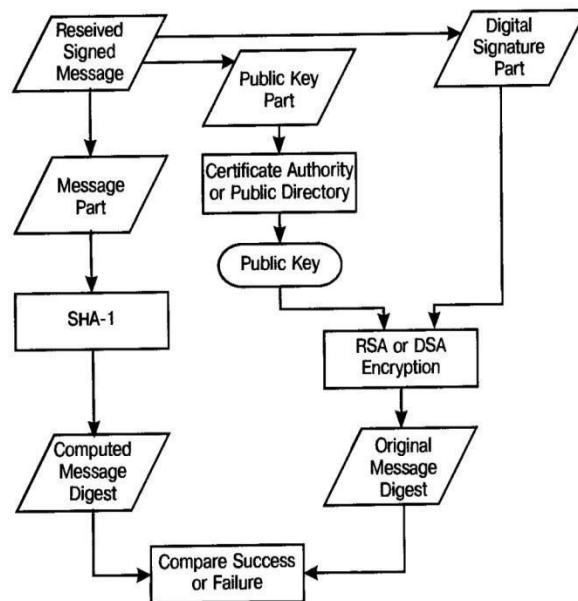 Reseived
Signed
Message
Digital
Signature
Part
Public Key
Part
Message
Part
Certificate Authority
or Public Directory
Public Key
SHA-1
RSA or DSA
Encryption
Computed
Message
Digest
Original
Message
Digest
Compare Success
or Failure